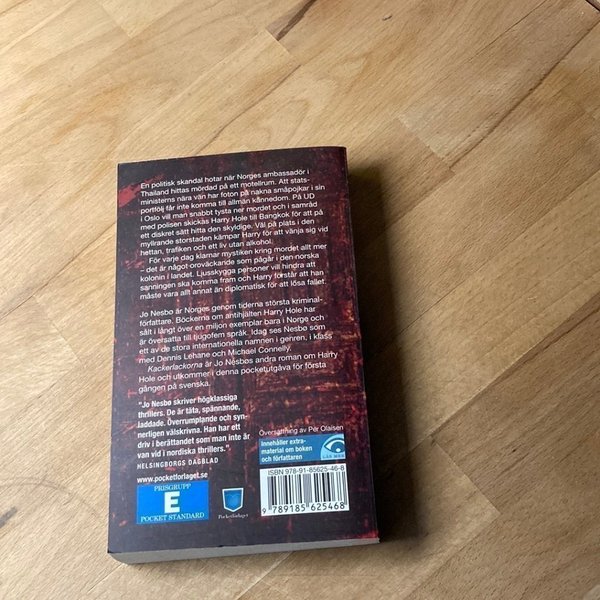 En politisk skandal hotar när Norges ambassadör i
Thailand hittas mördad på ett motellrum. Att stats-
ministerns nära vän har foton på nakna småpojkar i sin
portfölj får inte komma till allmän kännedom. På UD
i Oslo vill man snabbt tysta ner mordet och i samråd
med polisen skickas Harry Hole till Bangkok för att på
ett diskret sätt hitta den skyldige. Väl på plats i den
myllrande storstaden kämpar Harry för att vänja sig vid
hettan, trafiken och ett liv utan alkohol.
För varje dag klarnar mystiken kring mordet allt mer
– det är något oroväckande som pågår i den norska
kolonin i landet. Ljusskygga personer vill hindra att
sanningen ska komma fram och Harry förstår att han
måste vara allt annat än diplomatisk för att lösa fallet.
Jo Nesbø är Norges genom tiderna största kriminal-
författare. Böckerna om antihjälten Harry Hole har
sålt i långt över en miljon exemplar bara i Norge och
är översatta till tjugofem språk. Idag ses Nesbø som
ett av de stora internationella namnen i genren, i klass
med Dennis Lehane och Michael Connelly.
Kackerlackorna är Jo Nesbøs andra roman om Harry
Hole och utkommer i denna pocketutgåva för första
gången på svenska.
"Jo Nesbø skriver högklassiga
thrillers. De är täta, spännande,
laddade. Överrumplande och syn-
nerligen välskrivna. Han har ett
driv i berättandet som man inte är
van vid i nordiska thrillers."
HELSINGBORGS DAGBLAD
www.pocketforlaget.se
PRISGRUPP
E
POCKET STANDARD
Pocketförlaget
Översättning av Per Olaisen
Innehåller extra-
material om boken
och författaren
LÄS MER
ISBN 978-91-85625-46-8
9 789185 625468